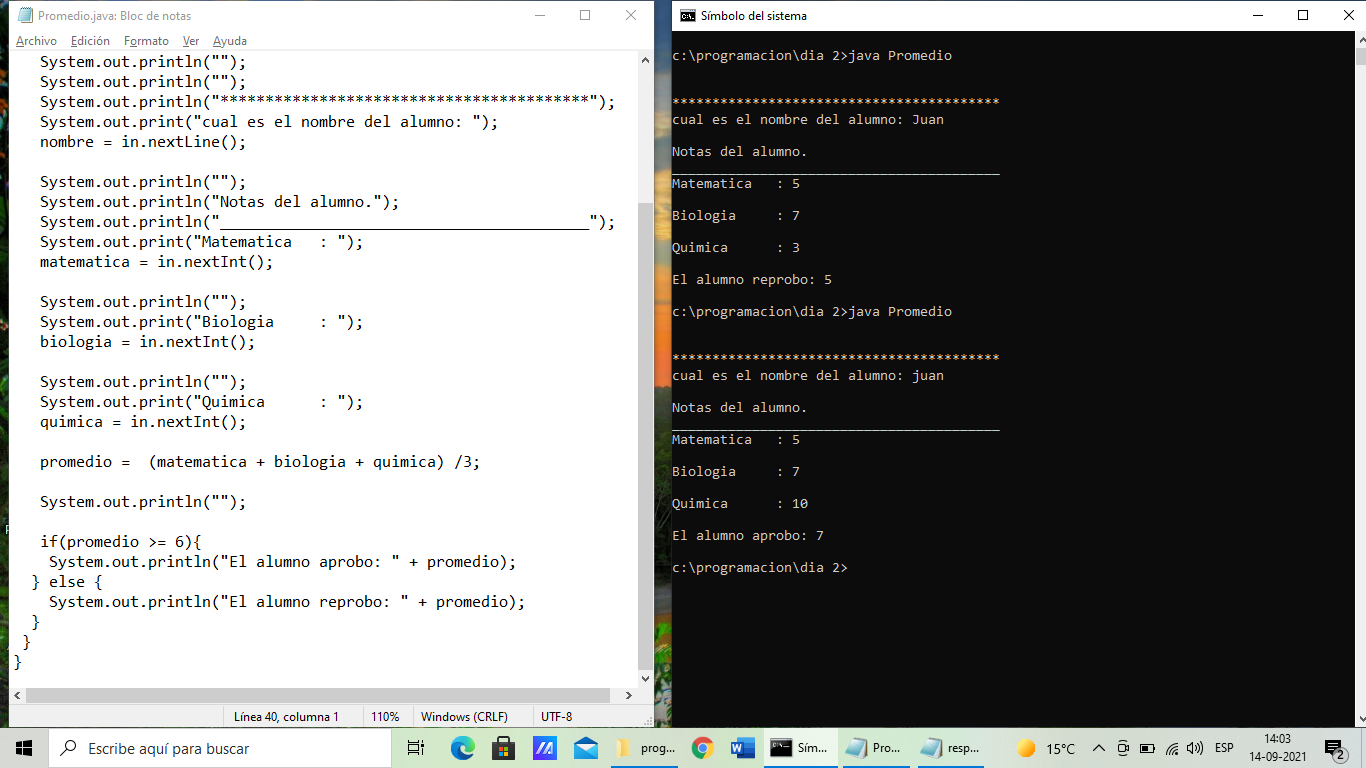 Promedio.java: Bloc de notas
Archivo Edición Formato Ver Ayuda
System.out.println("");
System.out.println("");
System.out.println("*****************************************");
System.out.print("cual es el nombre del alumno: ");
nombre = in.nextLine();
System.out.println("");
System.out.println("Notas del alumno.");
System.out.println("_________________________________________");
System.out.print("Matematica   : ");
matematica = in.nextInt();
System.out.println("");
System.out.print("Biologia     : ");
biologia = in.nextInt();
System.out.println("");
System.out.print("Quimica      : ");
quimica = in.nextInt();
promedio =  (matematica + biologia + quimica) /3;
System.out.println("");
if(promedio >= 6){
System.out.println("El alumno aprobo: " + promedio);
} else {
System.out.println("El alumno reprobo: " + promedio);
}
}
}
Línea 40, columna 1 110% Windows (CRLF) UTF-8
Símbolo del sistema
c:\programacion\dia 2>java Promedio
*****************************************
cual es el nombre del alumno: Juan
Notas del alumno.
_________________________________________
Matematica   : 5
Biologia     : 7
Quimica      : 3
El alumno reprobo: 5
c:\programacion\dia 2>java Promedio
*****************************************
cual es el nombre del alumno: juan
Notas del alumno.
_________________________________________
Matematica   : 5
Biologia     : 7
Quimica      : 10
El alumno aprobo: 7
c:\programacion\dia 2>
Escribe aquí para buscar
prog...
Sím...
Pro...
resp...
15°C
ESP
14:03
14-09-2021
2